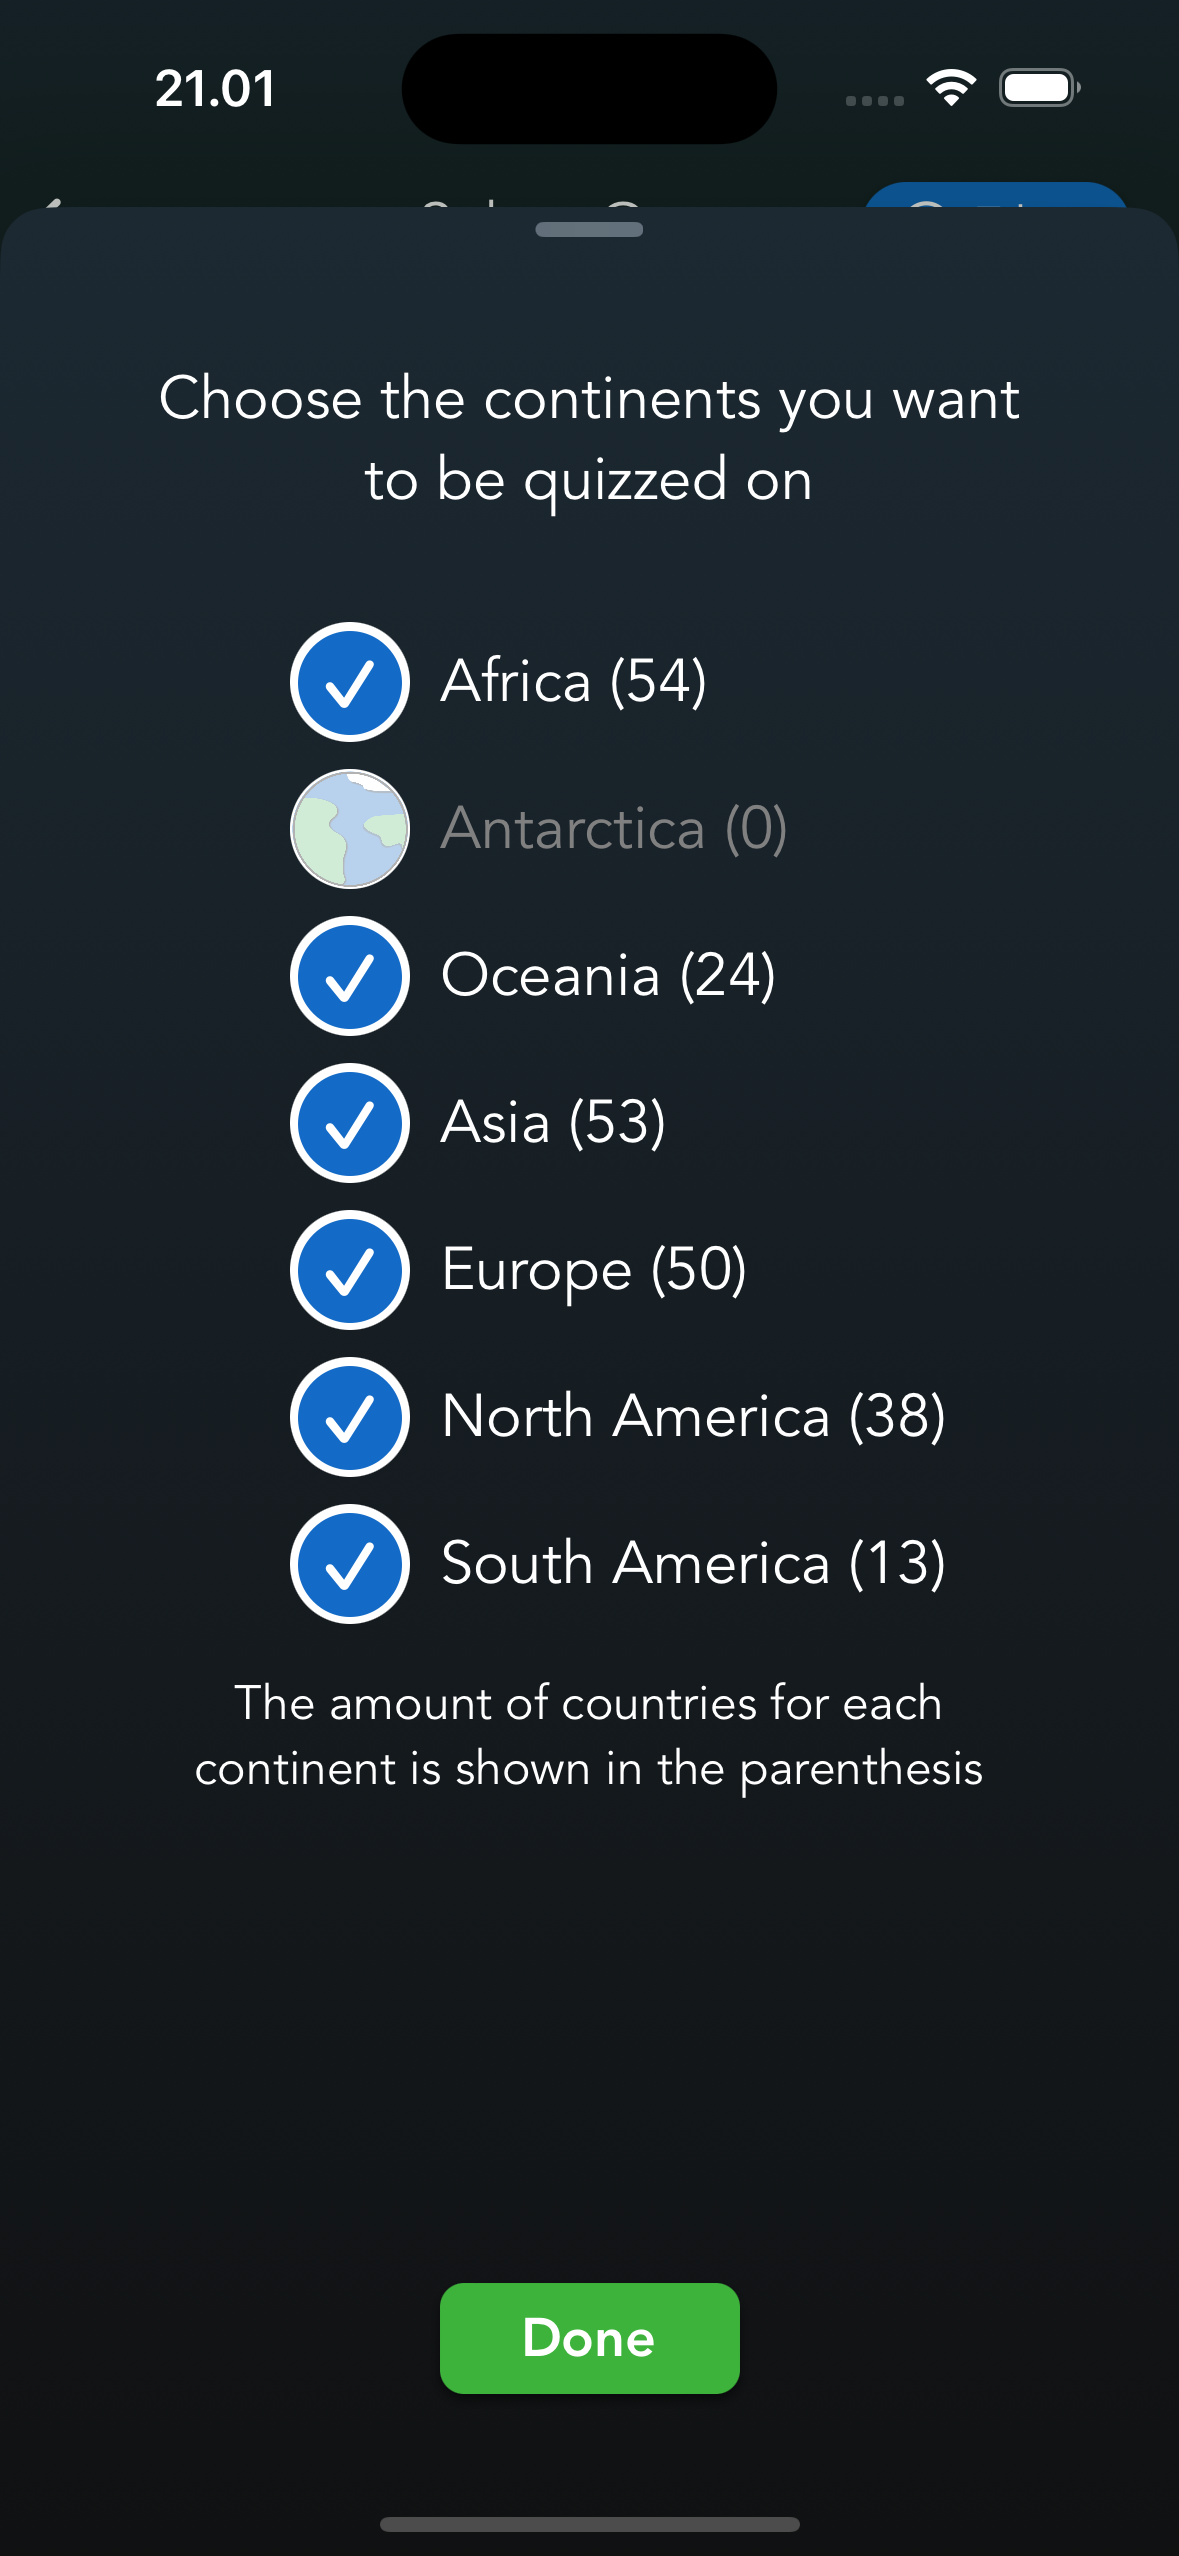 21.01
Choose the continents you want
to be quizzed on
Africa (54)
Antarctica (0)
Oceania (24)
Asia (53)
Europe (50)
North America (38)
South America (13)
The amount of countries for each
continent is shown in the parenthesis
Done